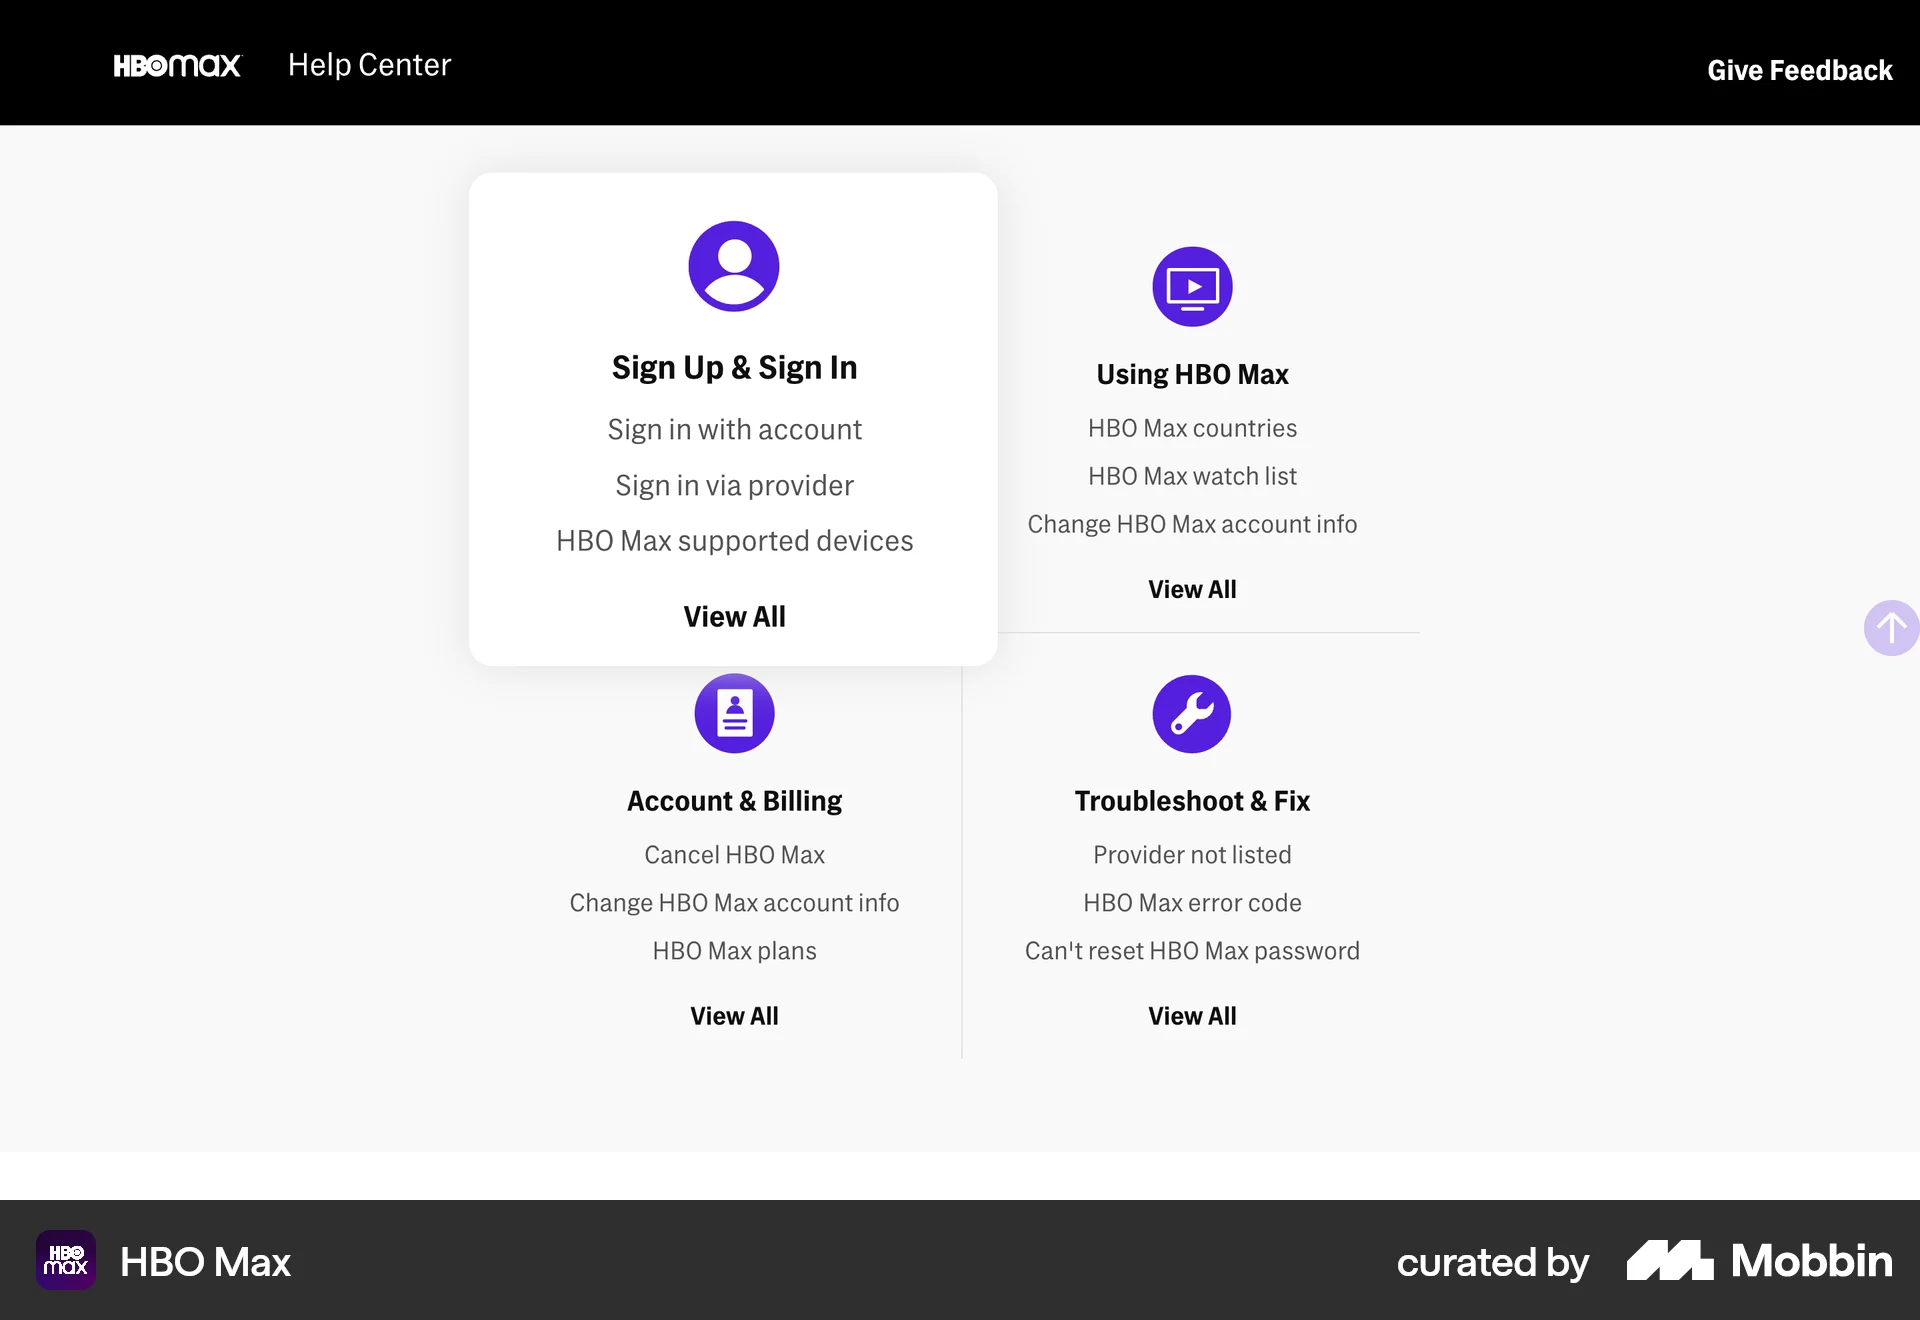 HBOmax Help Center
Give Feedback
Sign Up & Sign In
Sign in with account
Sign in via provider
HBO Max supported devices
View All
Using HBO Max
HBO Max countries
HBO Max watch list
Change HBO Max account info
View All
Account & Billing
Cancel HBO Max
Change HBO Max account info
HBO Max plans
View All
Troubleshoot & Fix
Provider not listed
HBO Max error code
Can't reset HBO Max password
View All
HBO
max
HBO Max
curated by Mobbin